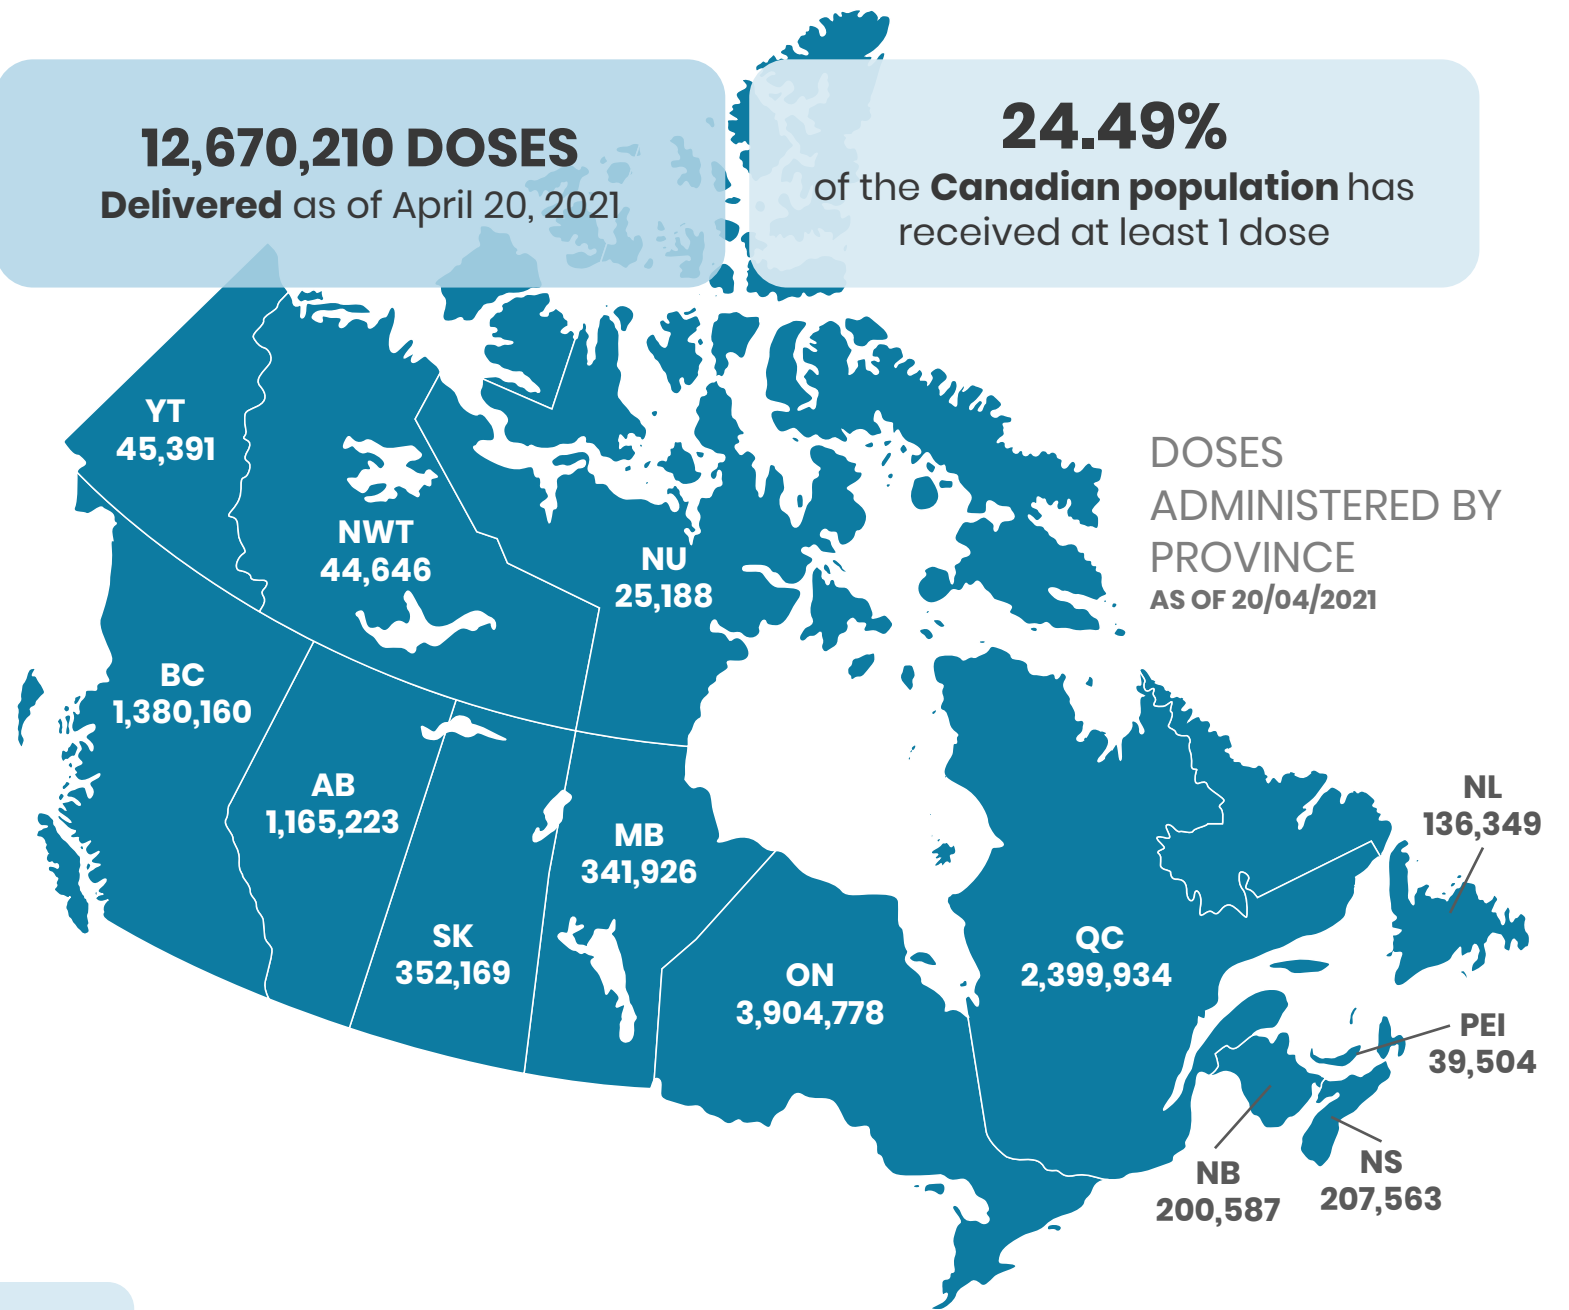 12,670,210 DOSES
Delivered as of April 20, 2021
24.49%
of the Canadian population has
received at least 1 dose
DOSES
ADMINISTERED BY
PROVINCE
AS OF 20/04/2021
YT
45,391
NWT
44,646
NU
25,188
BC
1,380,160
AB
1,165,223
SK
352,169
MB
341,926
ON
3,904,778
QC
2,399,934
NL
136,349
PEI
39,504
NS
207,563
NB
200,587